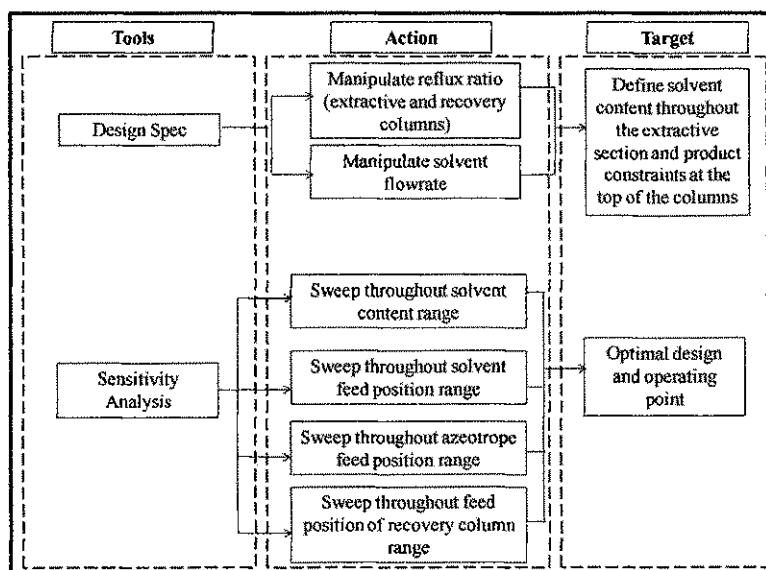 Tools
Action
Target
Design Spec
Manipulate reflux ratio
(extractive and recovery
columns)
Manipulate solvent
flowrate
Define solvent
content throughout
the extractive
section and product
constraints at the
top of the columns
Sensitivity
Analysis
Sweep throughout solvent
content range
Sweep throughout solvent
feed position range
Sweep throughout azeotrope
feed position range
Sweep throughout feed
position of recovery column
range
Optimal design
and operating
point